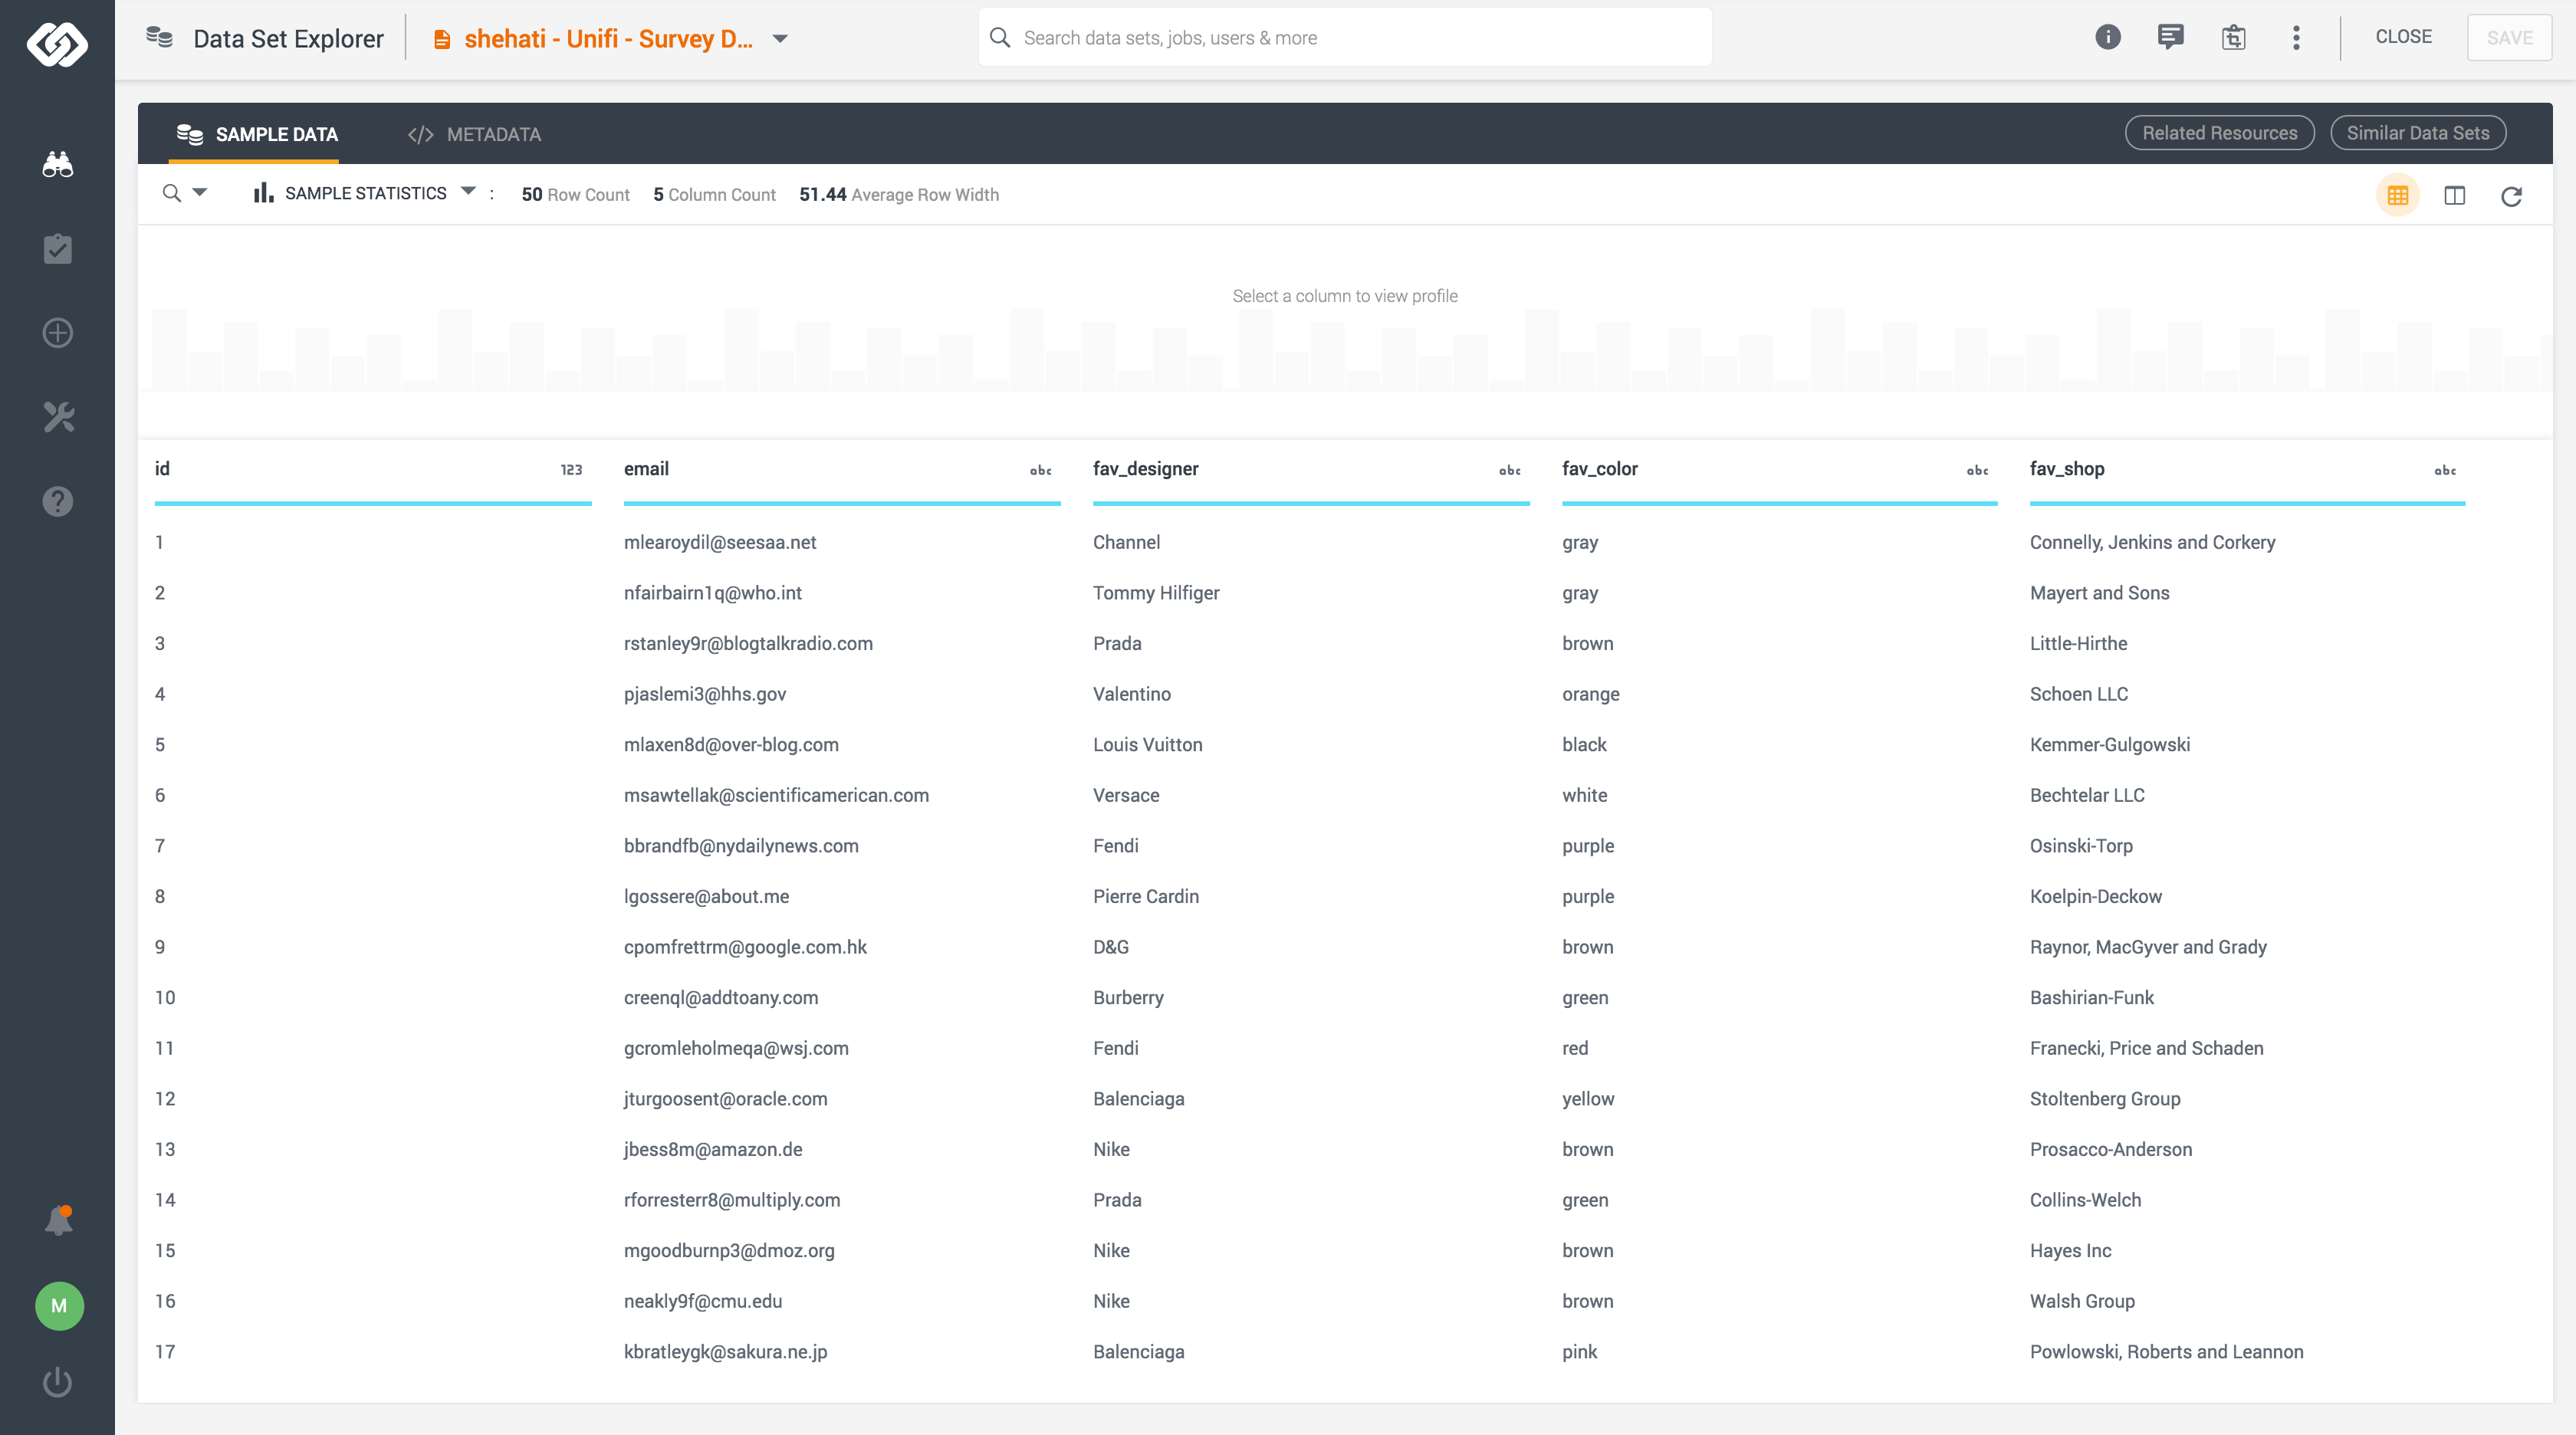 Data Set Explorer shehati - Unifi - Survey D... Search data sets, jobs, users & more CLOSE SAVE
SAMPLE DATA </> METADATA Related Resources Similar Data Sets
SAMPLE STATISTICS : 50 Row Count 5 Column Count 51.44 Average Row Width
Select a column to view profile
id 123 email abc fav_designer abc fav_color abc fav_shop abc
1 mlearoydil@seesaa.net Channel gray Connelly, Jenkins and Corkery
2 nfairbairn1q@who.int Tommy Hilfiger gray Mayert and Sons
3 rstanley9r@blogtalkradio.com Prada brown Little-Hirthe
4 pjaslemi3@hhs.gov Valentino orange Schoen LLC
5 mlaxen8d@over-blog.com Louis Vuitton black Kemmer-Gulgowski
6 msawtellak@scientificamerican.com Versace white Bechtelar LLC
7 bbrandfb@nydailynews.com Fendi purple Osinski-Torp
8 lgossere@about.me Pierre Cardin purple Koelpin-Deckow
9 cpomfrettrm@google.com.hk D&G brown Raynor, MacGyver and Grady
10 creenql@addtoany.com Burberry green Bashirian-Funk
11 gcromleholmeqa@wsj.com Fendi red Franecki, Price and Schaden
12 jturgoosent@oracle.com Balenciaga yellow Stoltenberg Group
13 jbess8m@amazon.de Nike brown Prosacco-Anderson
14 rforresterr8@multiply.com Prada green Collins-Welch
15 mgoodburnp3@dmoz.org Nike brown Hayes Inc
16 neakly9f@cmu.edu Nike brown Walsh Group
17 kbratleygk@sakura.ne.jp Balenciaga pink Powlowski, Roberts and Leannon
M